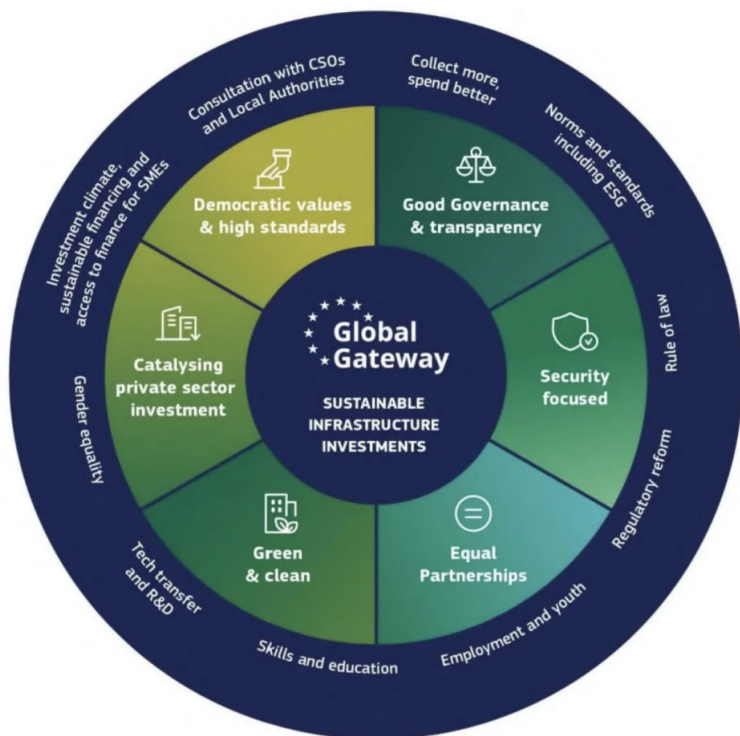 Consultation with CSOs
and Local Authorities
Collect more,
spend better
Norms and standards
including ESG
Rule of law
Regulatory reform
Employment and youth
Skills and education
Tech transfer
and R&D
Gender equality
Investment climate,
sustainable financing and
access to finance for SMEs
Democratic values
& high standards
Good Governance
& transparency
Security
focused
Equal
Partnerships
Green
& clean
Catalysing
private sector
investment
Global
Gateway
SUSTAINABLE
INFRASTRUCTURE
INVESTMENTS